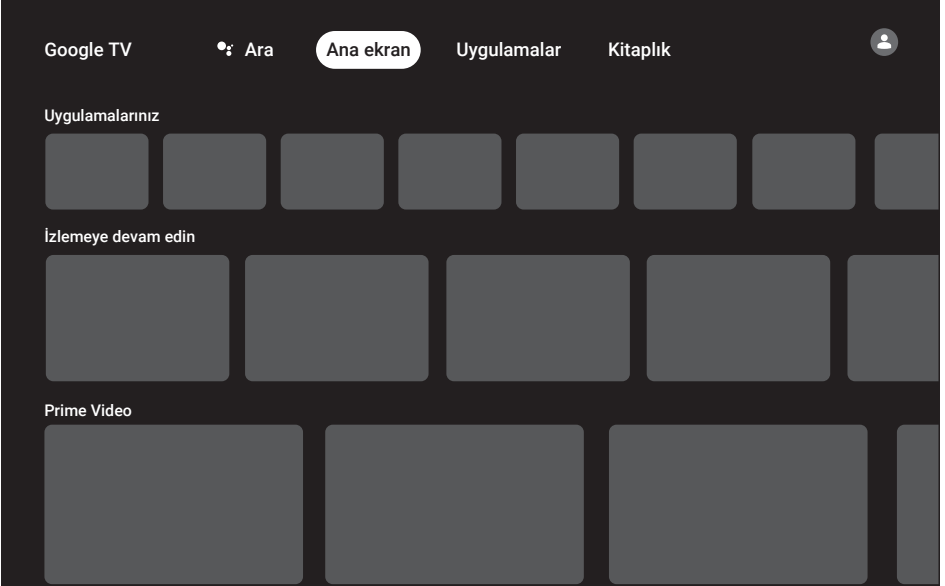 Google TV Ara Ana ekran Uygulamalar Kitaplık
Uygulamalarınız
İzlemeye devam edin
Prime Video